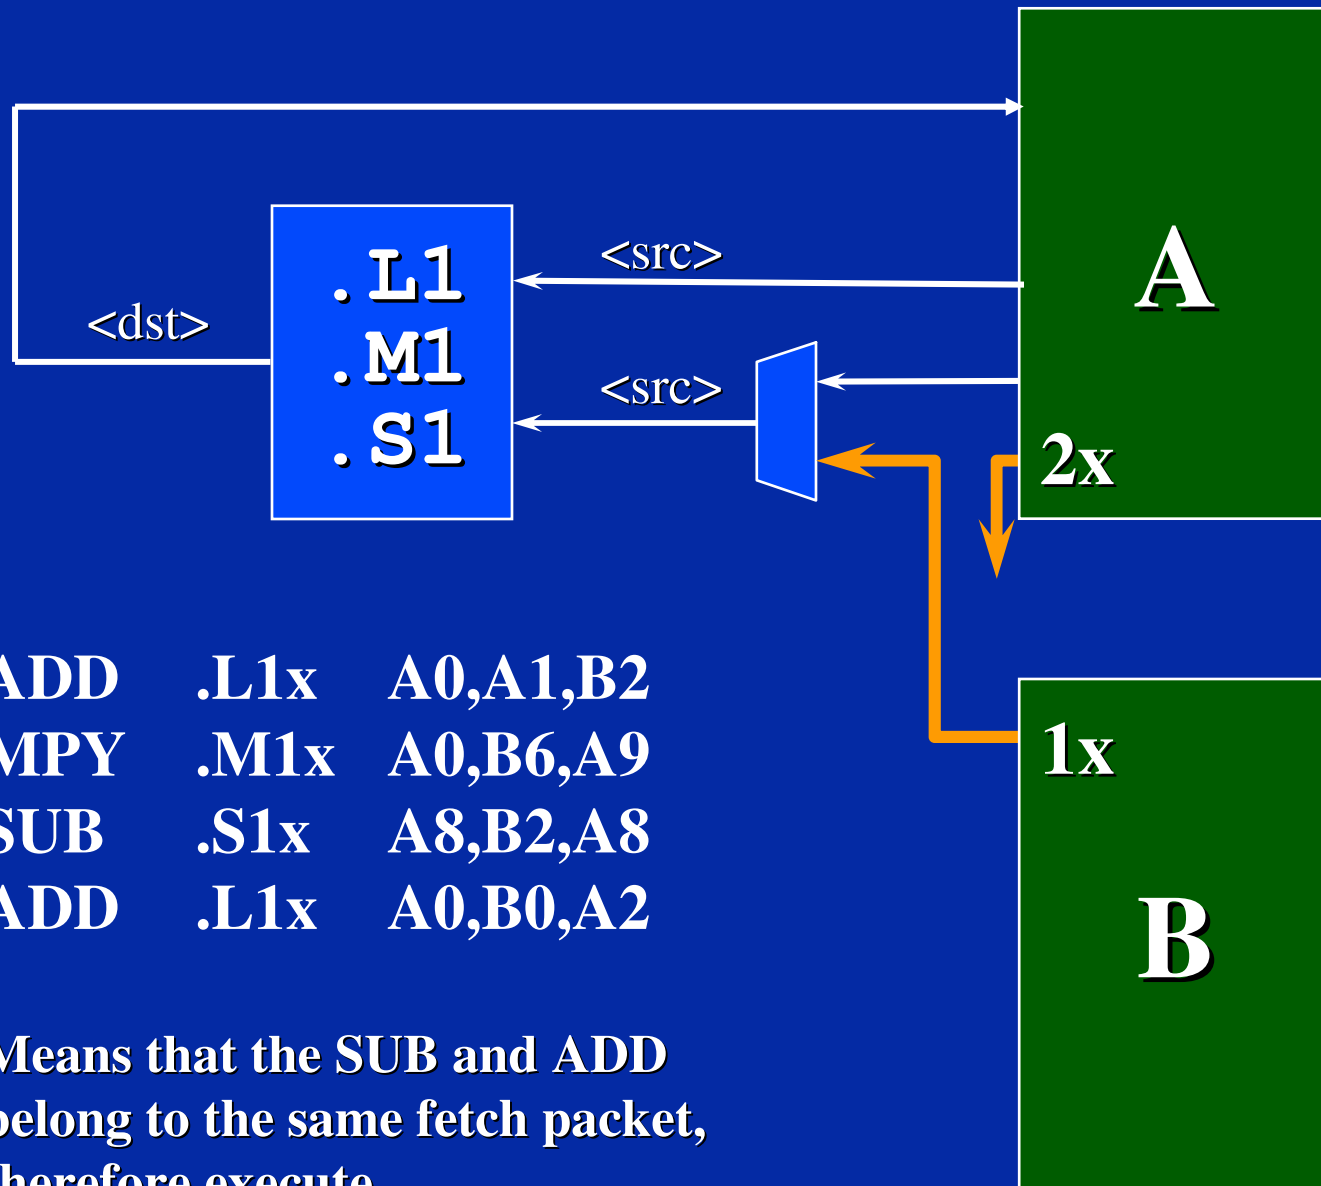 A
<src>
.L1
<dst>
.M1
<src>
.S1
2x
ADD .L1x A0,A1,B2
1x
MPY .M1x A0,B6,A9
SUB .S1x A8,B2,A8
ADD .L1x A0,B0,A2
B
Means that the SUB and ADD
belong to the same fetch packet,
therefore execute